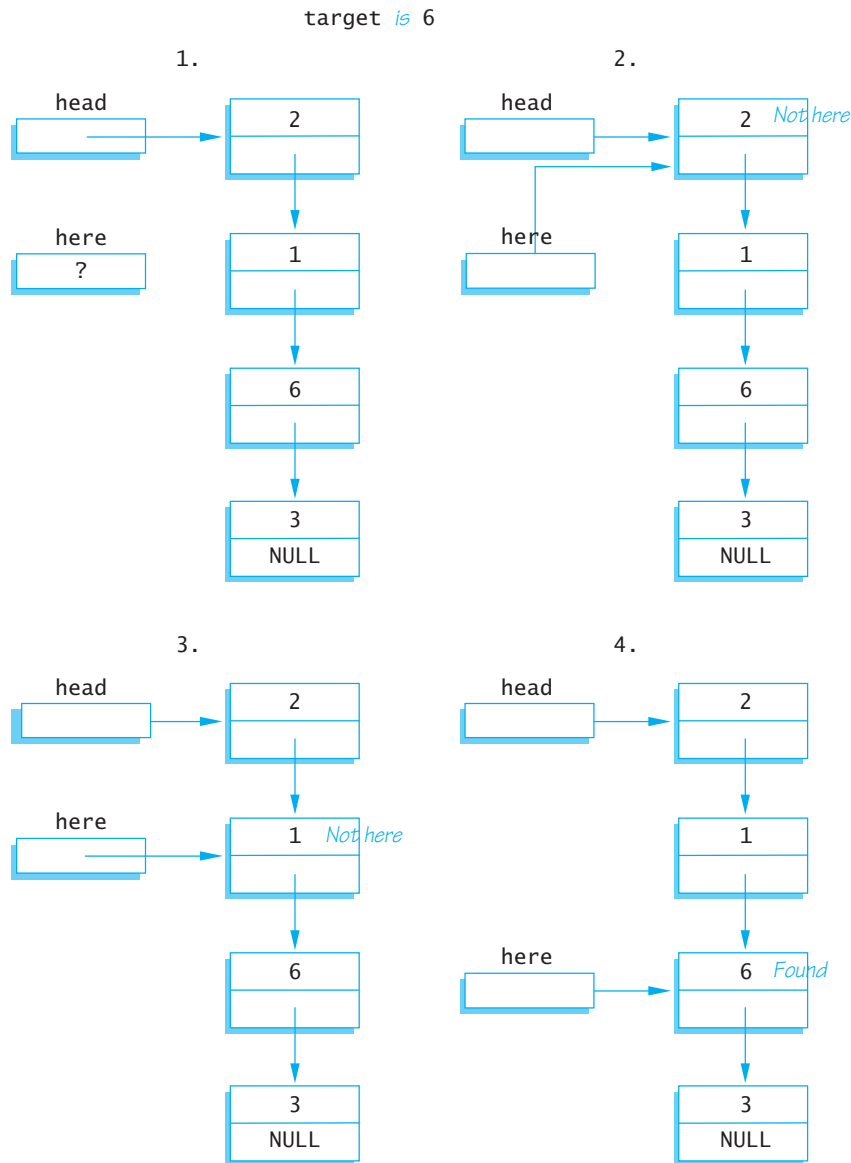 target is 6
1.
head
2
here
?
1
6
3
NULL
2.
head
2 Not here
here
1
6
3
NULL
3.
head
2
here
1 Not here
6
3
NULL
4.
head
2
1
here
6 Found
3
NULL